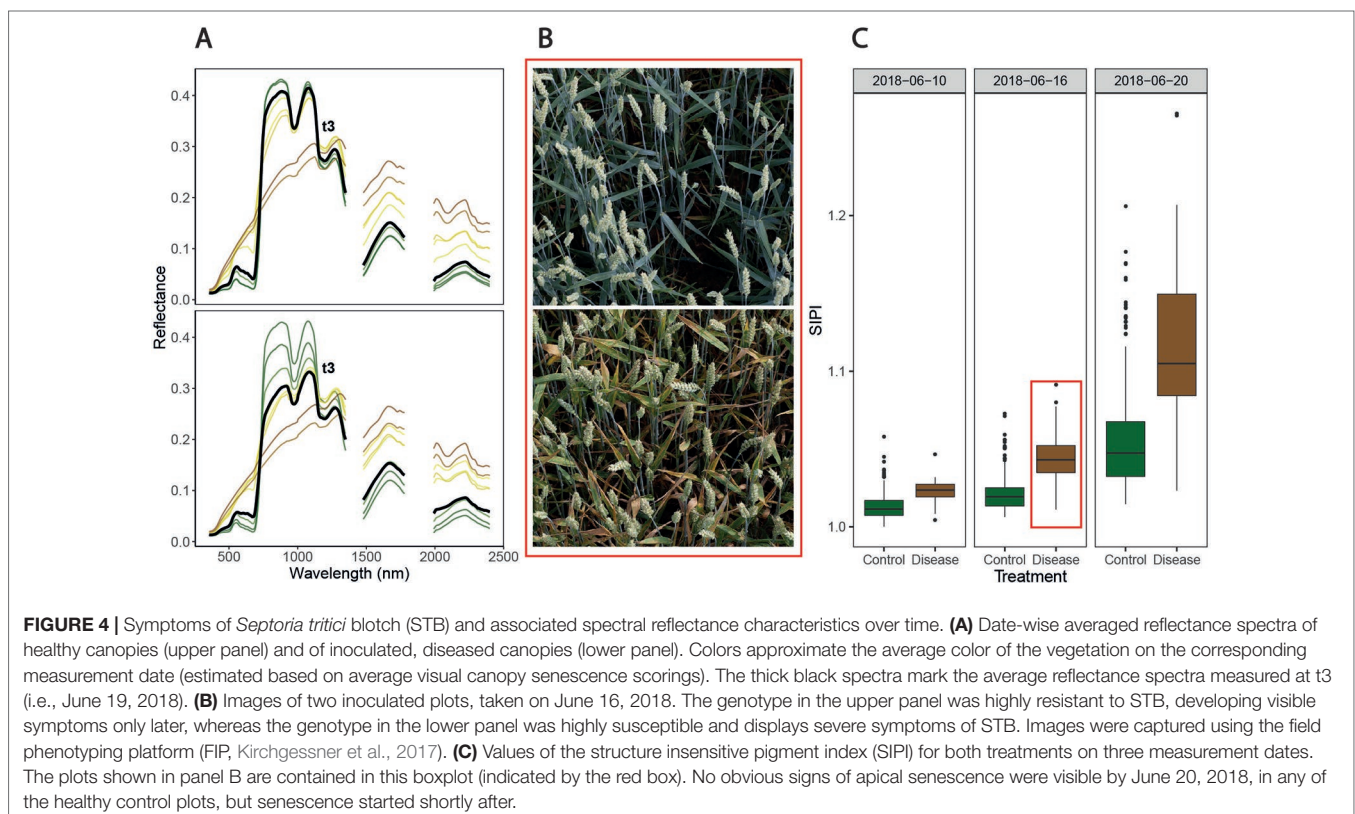 A
B
C
0.4
0.3
0.2
0.1
0.0
t3
0.4
0.3
0.2
0.1
0.0
t3
Reflectance
500
1000
1500
2000
2500
Wavelength (nm)
2018-06-10
2018-06-16
2018-06-20
1.2
1.1
1.0
SIPI
Control
Disease
Control
Disease
Control
Disease
Treatment
FIGURE 4 | Symptoms of Septoria tritici blotch (STB) and associated spectral reflectance characteristics over time. (A) Date-wise averaged reflectance spectra of
healthy canopies (upper panel) and of inoculated, diseased canopies (lower panel). Colors approximate the average color of the vegetation on the corresponding
measurement date (estimated based on average visual canopy senescence scorings). The thick black spectra mark the average reflectance spectra measured at t3
(i.e., June 19, 2018). (B) Images of two inoculated plots, taken on June 16, 2018. The genotype in the upper panel was highly resistant to STB, developing visible
symptoms only later, whereas the genotype in the lower panel was highly susceptible and displays severe symptoms of STB. Images were captured using the field
phenotyping platform (FIP, Kirchgessner et al., 2017). (C) Values of the structure insensitive pigment index (SIPI) for both treatments on three measurement dates.
The plots shown in panel B are contained in this boxplot (indicated by the red box). No obvious signs of apical senescence were visible by June 20, 2018, in any of
the healthy control plots, but senescence started shortly after.